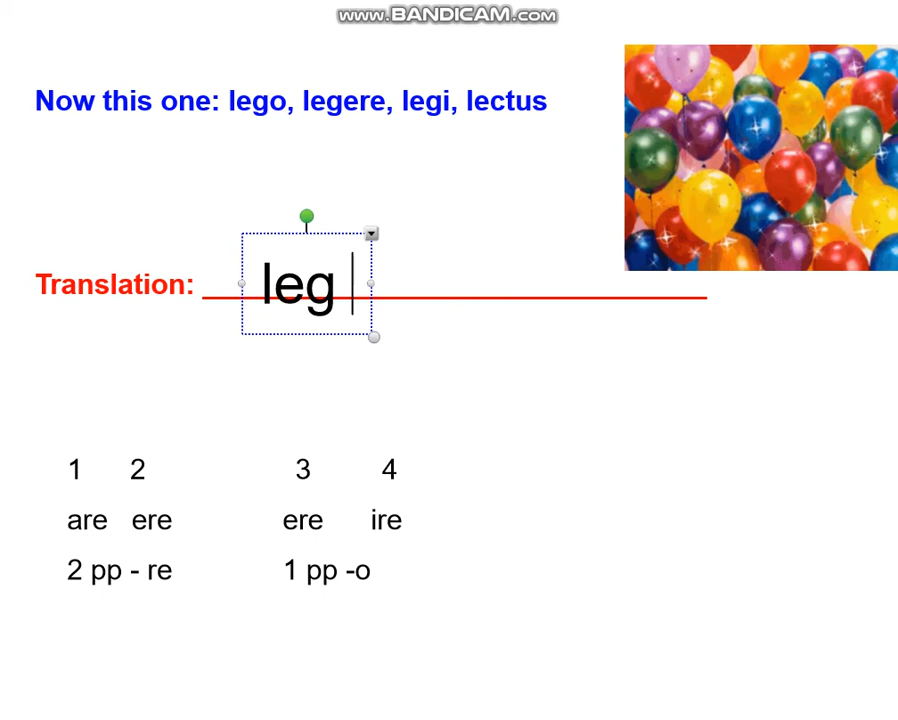 www.BANDICAM.com
Now this one: lego, legere, legi, lectus
Translation: leg
1 2 3 4
are ere ere ire
2 pp - re 1 pp -o